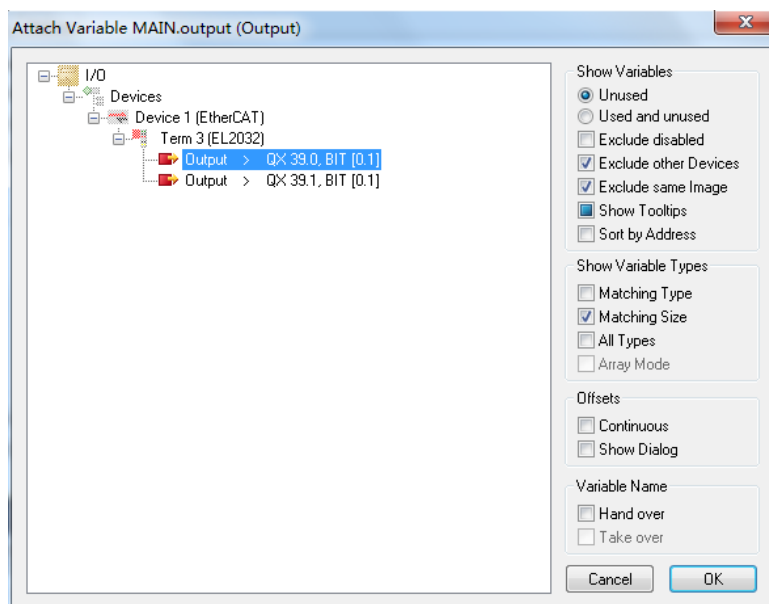 Attach Variable MAIN.output (Output)
I/O
Devices
Device 1 (EtherCAT)
Term 3 (EL2032)
Output > QX 39.0, BIT [0.1]
Output > QX 39.1, BIT [0.1]
Show Variables
Unused
Used and unused
Exclude disabled
Exclude other Devices
Exclude same Image
Show Tooltips
Sort by Address
Show Variable Types
Matching Type
Matching Size
All Types
Array Mode
Offsets
Continuous
Show Dialog
Variable Name
Hand over
Take over
Cancel
OK